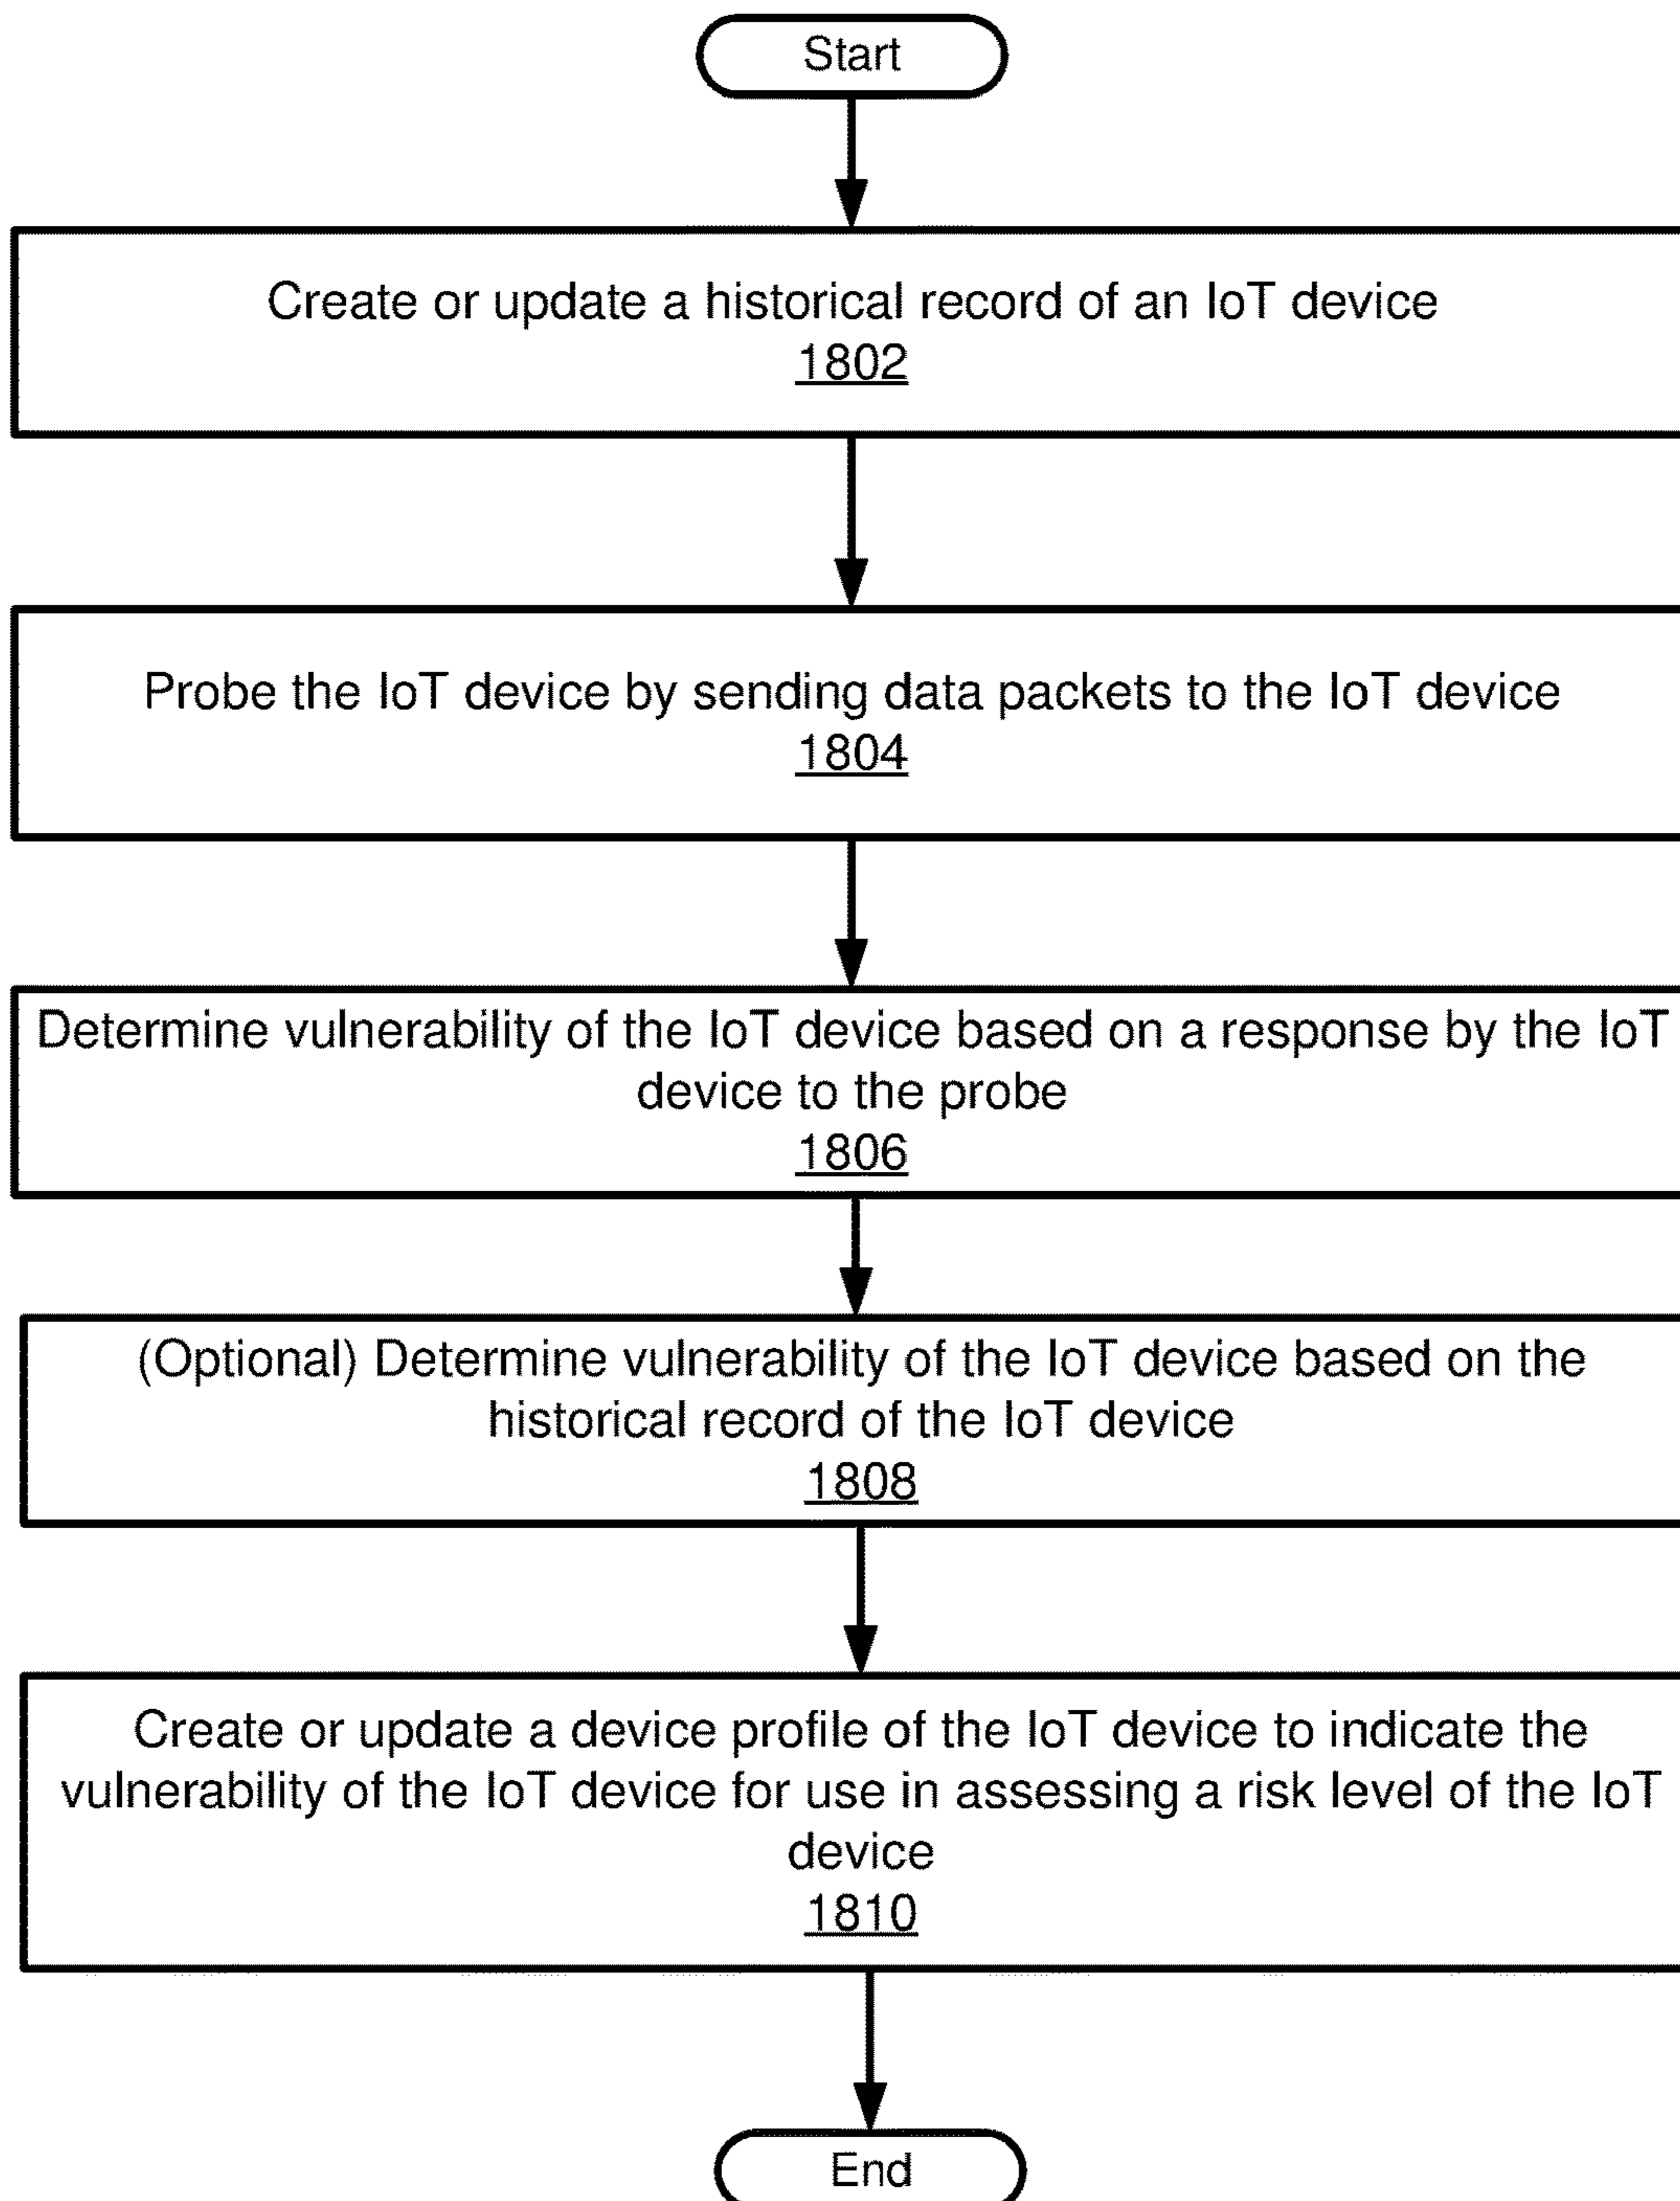 Start
Create or update a historical record of an IoT device
1802
Probe the IoT device by sending data packets to the IoT device
1804
Determine vulnerability of the IoT device based on a response by the IoT
device to the probe
1806
(Optional) Determine vulnerability of the IoT device based on the
historical record of the IoT device
1808
Create or update a device profile of the IoT device to indicate the
vulnerability of the IoT device for use in assessing a risk level of the IoT
device
1810
End